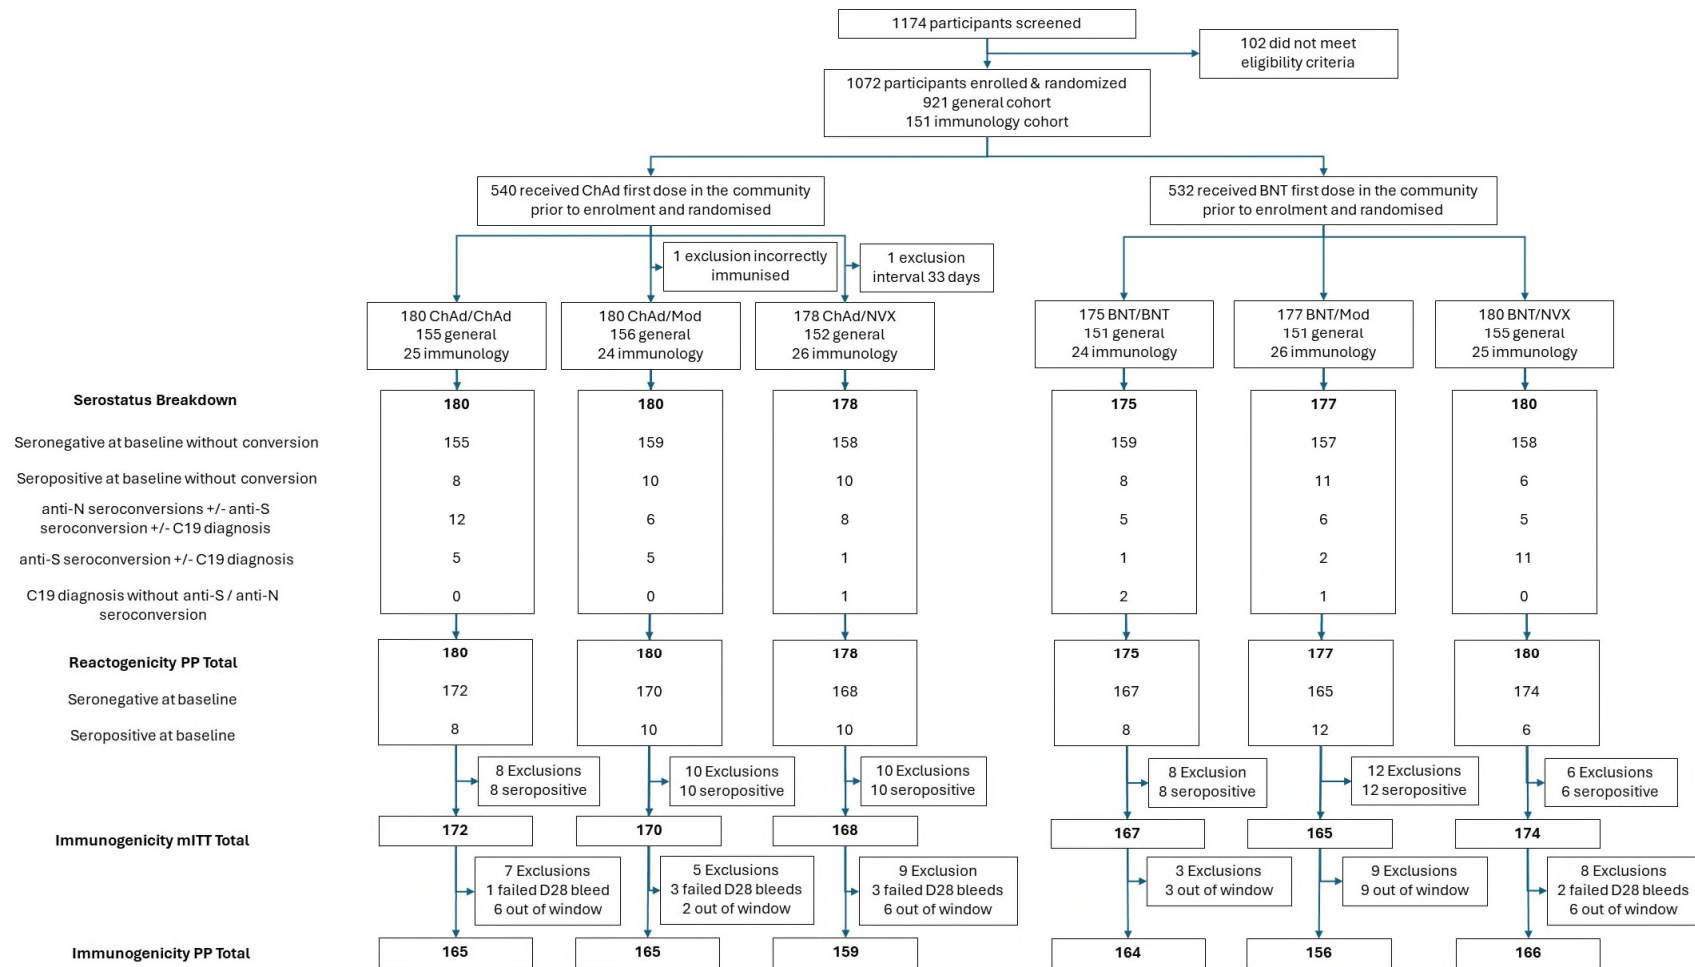 1174 participants screened
102 did not meet
eligibility criteria
1072 participants enrolled & randomized
921 general cohort
151 immunology cohort
540 received ChAd first dose in the community
prior to enrolment and randomised
532 received BNT first dose in the community
prior to enrolment and randomised
1 exclusion incorrectly
immunised
1 exclusion
interval 33 days
180 ChAd/ChAd
155 general
25 immunology
180 ChAd/Mod
156 general
24 immunology
178 ChAd/NVX
152 general
26 immunology
175 BNT/BNT
151 general
24 immunology
177 BNT/Mod
151 general
26 immunology
180 BNT/NVX
155 general
25 immunology
Serostatus Breakdown 180 180 178 175 177 180
Seronegative at baseline without conversion 155 159 158 159 157 158
Seropositive at baseline without conversion 8 10 10 8 11 6
anti-N seroconversions +/- anti-S
seroconversion +/- C19 diagnosis 12 6 8 5 6 5
anti-S seroconversion +/- C19 diagnosis 5 5 1 1 2 11
C19 diagnosis without anti-S / anti-N
seroconversion 0 0 1 2 1 0
Reactogenicity PP Total 180 180 178 175 177 180
Seronegative at baseline 172 170 168 167 165 174
Seropositive at baseline 8 10 10 8 12 6
8 Exclusions
8 seropositive
10 Exclusions
10 seropositive
10 Exclusions
10 seropositive
8 Exclusion
8 seropositive
12 Exclusions
12 seropositive
6 Exclusions
6 seropositive
Immunogenicity mITT Total 172 170 168 167 165 174
7 Exclusions
1 failed D28 bleed
6 out of window
5 Exclusions
3 failed D28 bleeds
2 out of window
9 Exclusion
3 failed D28 bleeds
6 out of window
3 Exclusions
3 out of window
9 Exclusions
9 out of window
8 Exclusions
2 failed D28 bleeds
6 out of window
Immunogenicity PP Total 165 165 159 164 156 166